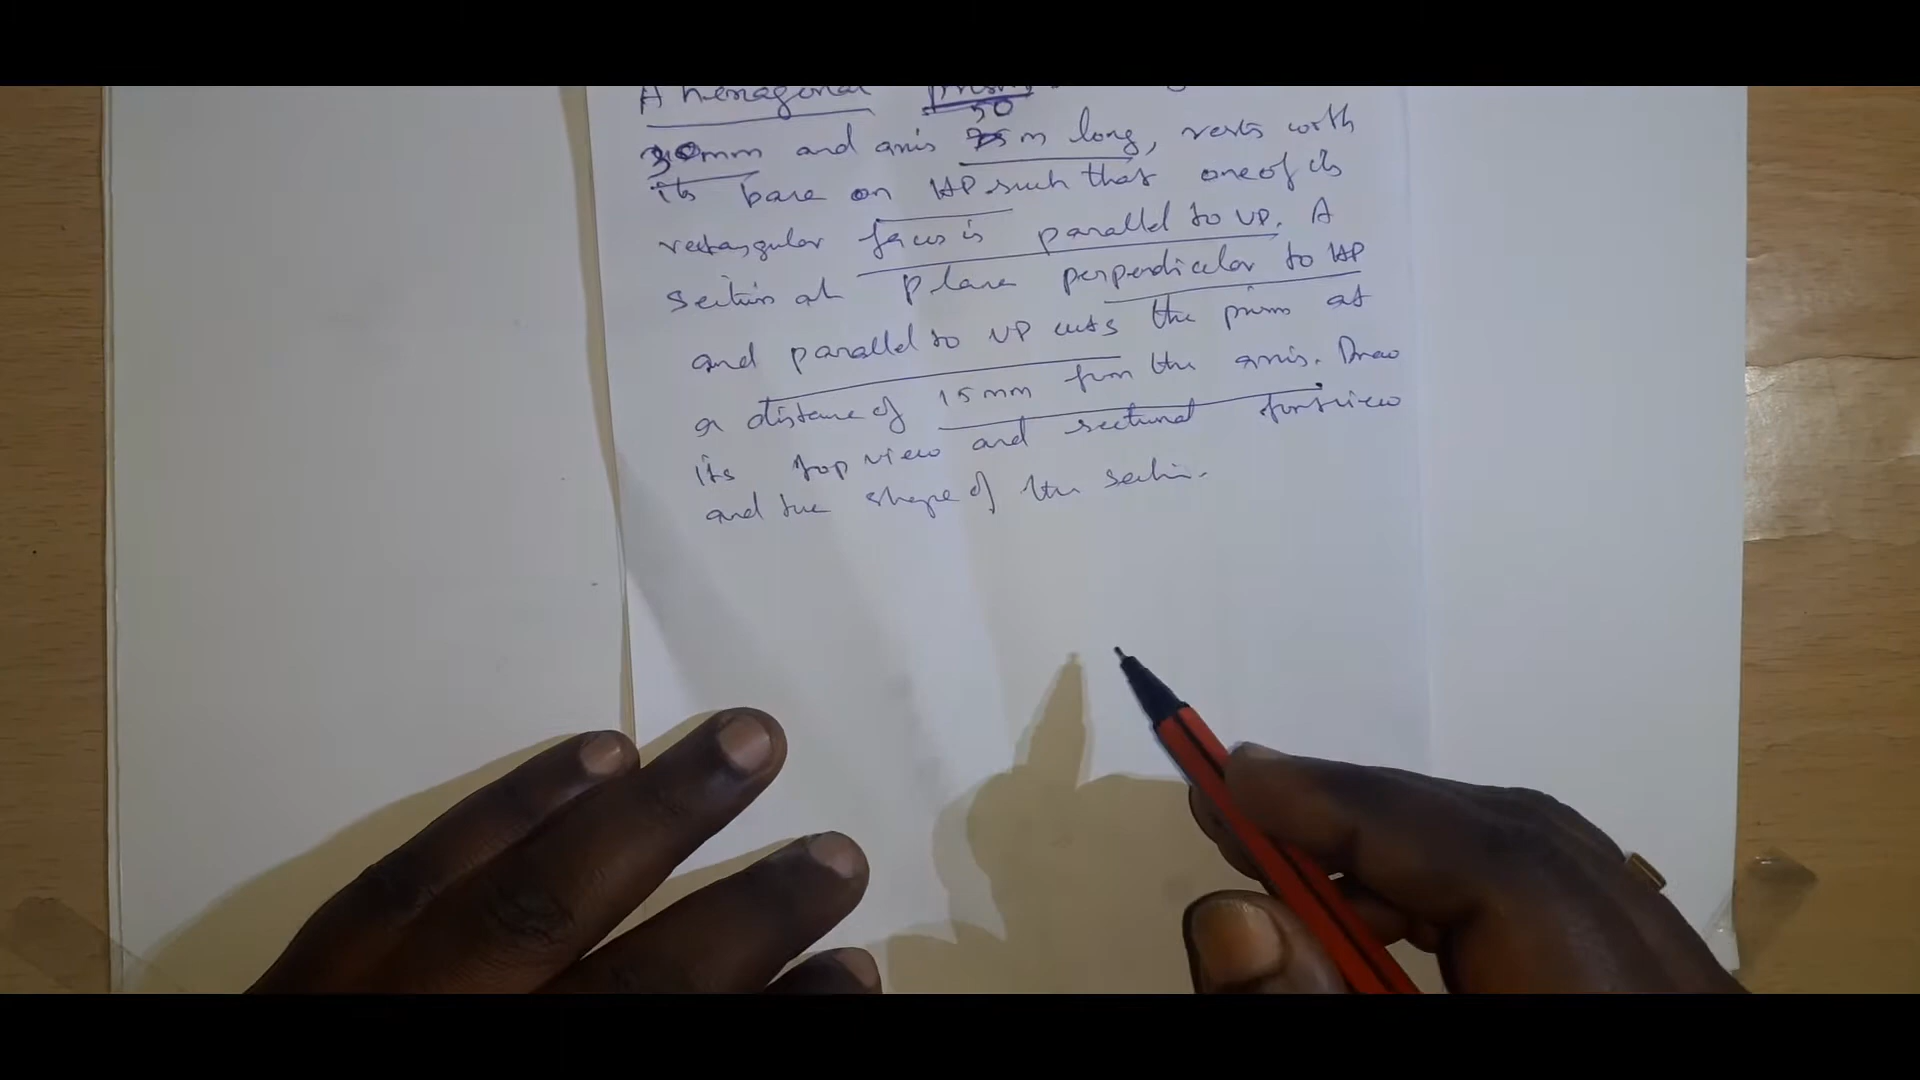 A hexagonal prism
50
30mm and axis m long, rests with
its base on HP such that one of its
rectangular faces is parallel to VP. A
section at plane perpendicular to HP
and parallel to VP cuts the prism at
a distance of 15mm from the axis. Draw
its top view and sectional front view
and true shape of the section.